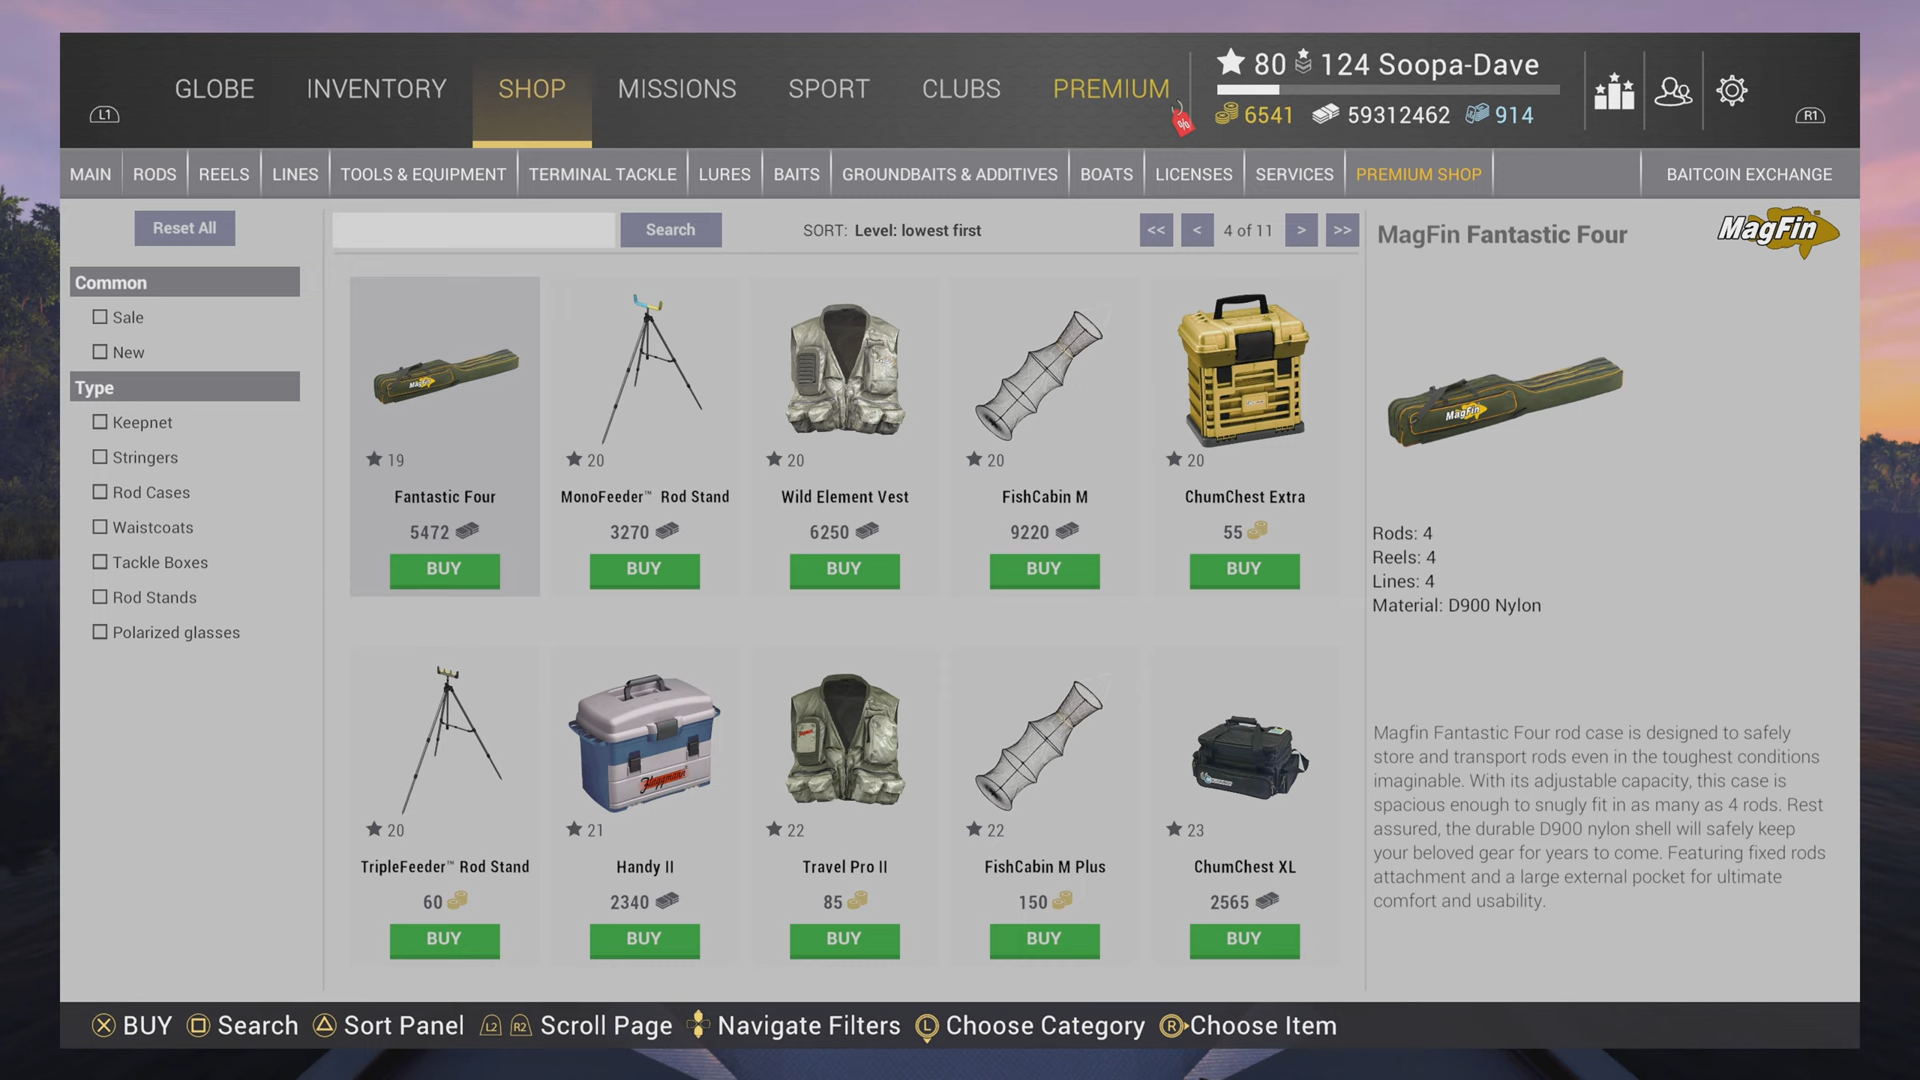 GLOBE INVENTORY SHOP MISSIONS SPORT CLUBS PREMIUM
%
80 124 Soopa-Dave
6541 59312462 914
L1
R1
MAIN RODS REELS LINES TOOLS & EQUIPMENT TERMINAL TACKLE LURES BAITS GROUNDBAITS & ADDITIVES BOATS LICENSES SERVICES PREMIUM SHOP BAITCOIN EXCHANGE
Reset All
Common
Sale
New
Type
Keepnet
Stringers
Rod Cases
Waistcoats
Tackle Boxes
Rod Stands
Polarized glasses
Search
SORT: Level: lowest first
<< < 4 of 11 > >>
MagFin
19 20 20 20 20
Fantastic Four MonoFeeder™ Rod Stand Wild Element Vest FishCabin M ChumChest Extra
5472 3270 6250 9220 55
BUY BUY BUY BUY BUY
Flagman
20 21 22 22 23
TripleFeeder™ Rod Stand Handy II Travel Pro II FishCabin M Plus ChumChest XL
60 2340 85 150 2565
BUY BUY BUY BUY BUY
MagFin Fantastic Four
MagFin
MagFin
Rods: 4
Reels: 4
Lines: 4
Material: D900 Nylon
Magfin Fantastic Four rod case is designed to safely
store and transport rods even in the toughest conditions
imaginable. With its adjustable capacity, this case is
spacious enough to snugly fit in as many as 4 rods. Rest
assured, the durable D900 nylon shell will safely keep
your beloved gear for years to come. Featuring fixed rods
attachment and a large external pocket for ultimate
comfort and usability.
BUY Search Sort Panel L2 R2 Scroll Page Navigate Filters L Choose Category R Choose Item